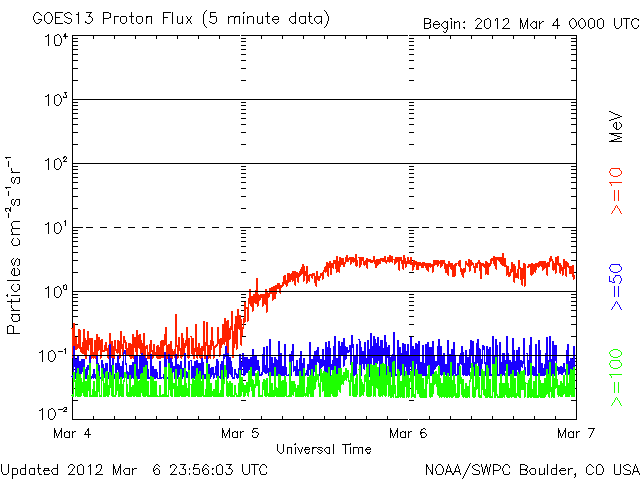 GOES13 Proton Flux (5 minute data)
Begin: 2012 Mar 4 0000 UTC
Particles cm⁻²s⁻¹sr⁻¹
10⁴
10³
10²
10¹
10⁰
10⁻¹
10⁻²
Mar 4
Mar 5
Mar 6
Mar 7
Universal Time
MeV
>=10
>=50
>=100
Updated 2012 Mar 6 23:56:03 UTC
NOAA/SWPC Boulder, CO USA